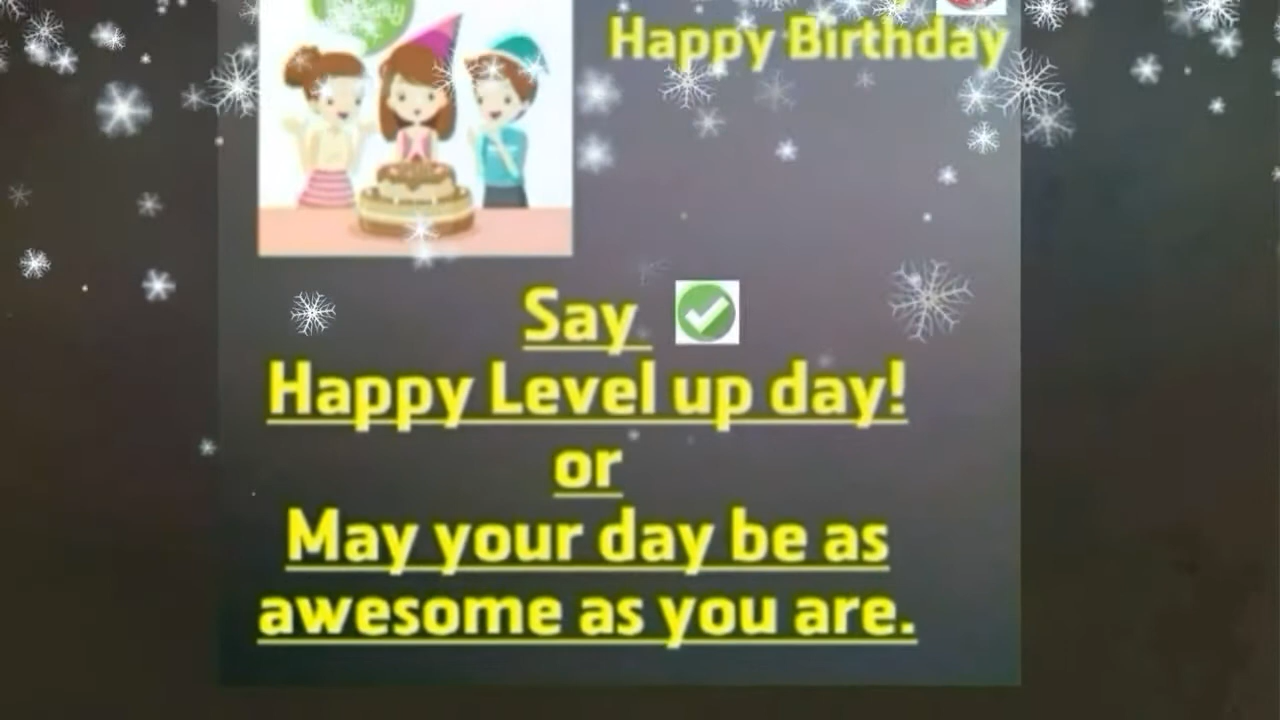 Happy Birthday
Say
Happy Level up day!
or
May your day be as
awesome as you are.